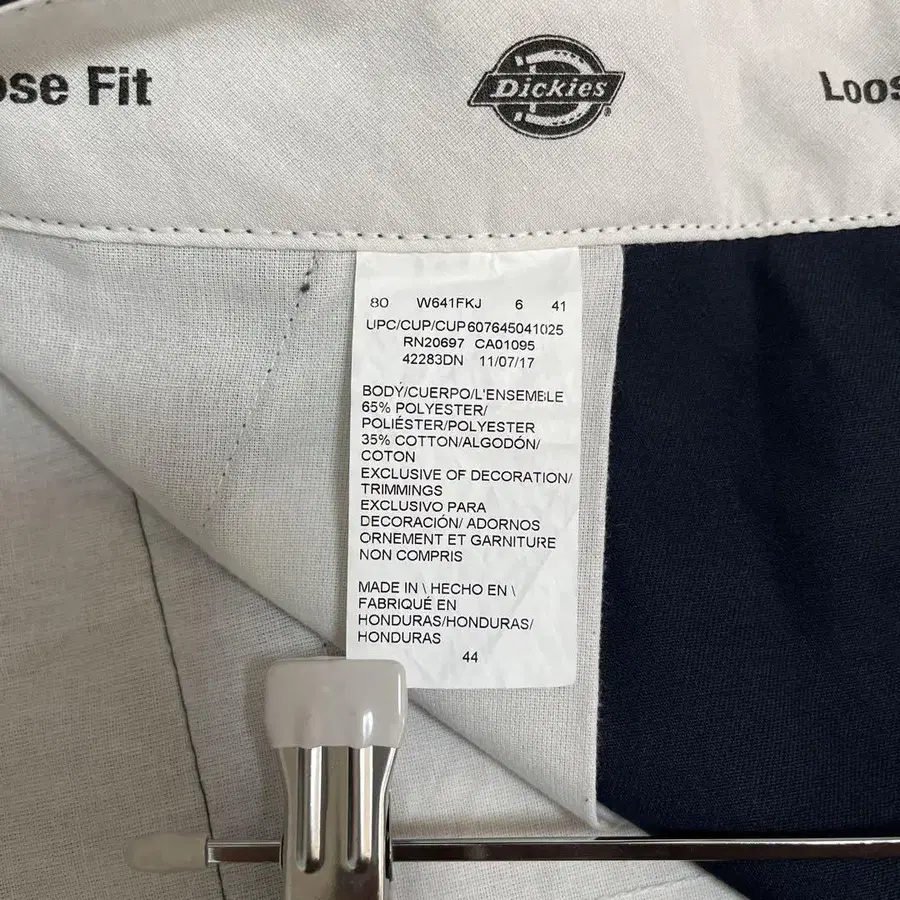 ose Fit
Dickies
Loos
80 W641FKJ 6 41
UPC/CUP/CUP607645041025
RN20697 CA01095
42283DN 11/07/17
BODY/CUERPO/L'ENSEMBLE
65% POLYESTER/
POLIÉSTER/POLYESTER
35% COTTON/ALGODÓN/
COTON
EXCLUSIVE OF DECORATION/
TRIMMINGS
EXCLUSIVO PARA
DECORACIÓN/ ADORNOS
ORNEMENT ET GARNITURE
NON COMPRIS
MADE IN \ HECHO EN \
FABRIQUÉ EN
HONDURAS/HONDURAS/
HONDURAS
44